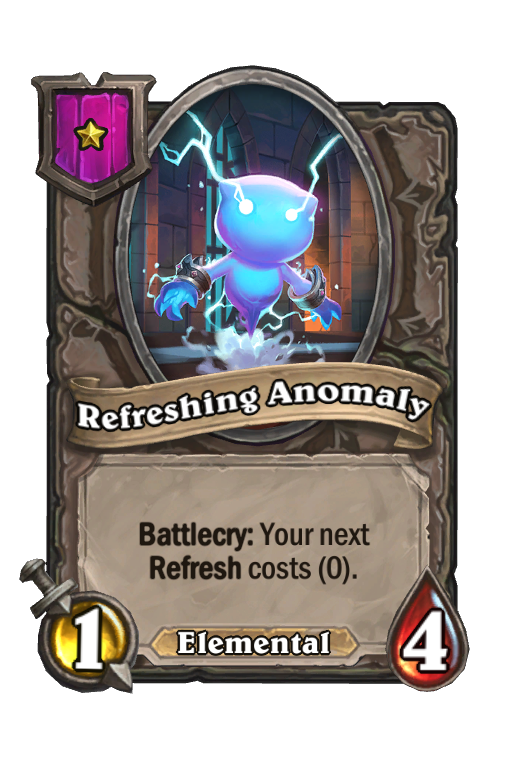 Refreshing Anomaly
Battlecry: Your next
Refresh costs (0).
1
Elemental
4